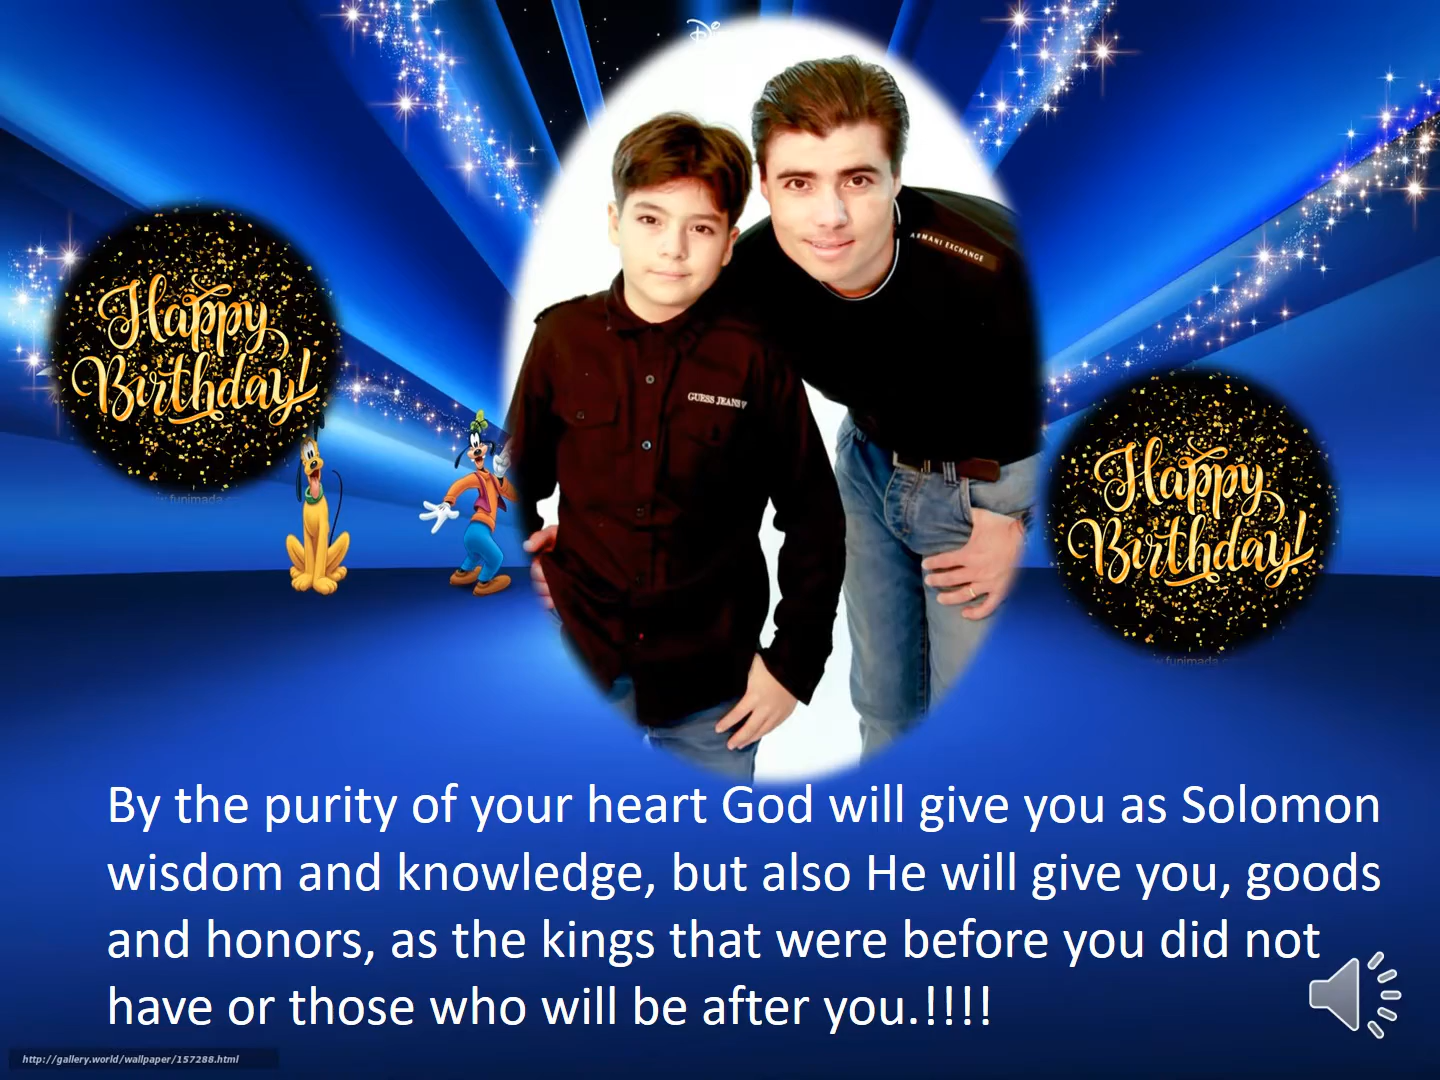 Happy
Birthday!
ARMANI EXCHANGE
GUESS JEANS
Happy
Birthday!
By the purity of your heart God will give you as Solomon
wisdom and knowledge, but also He will give you, goods
and honors, as the kings that were before you did not
have or those who will be after you.!!!!
http://gallery.world/wallpaper/157288.html